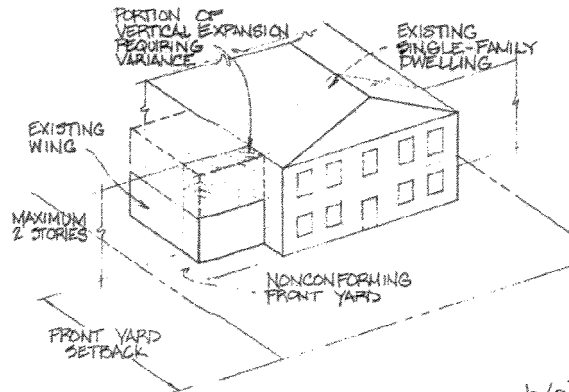 PORTION OF
VERTICAL EXPANSION
REQUIRING
VARIANCE
EXISTING
SINGLE-FAMILY
DWELLING
EXISTING
WING
MAXIMUM
2 STORIES
NONCONFORMING
FRONT YARD
FRONT YARD
SETBACK